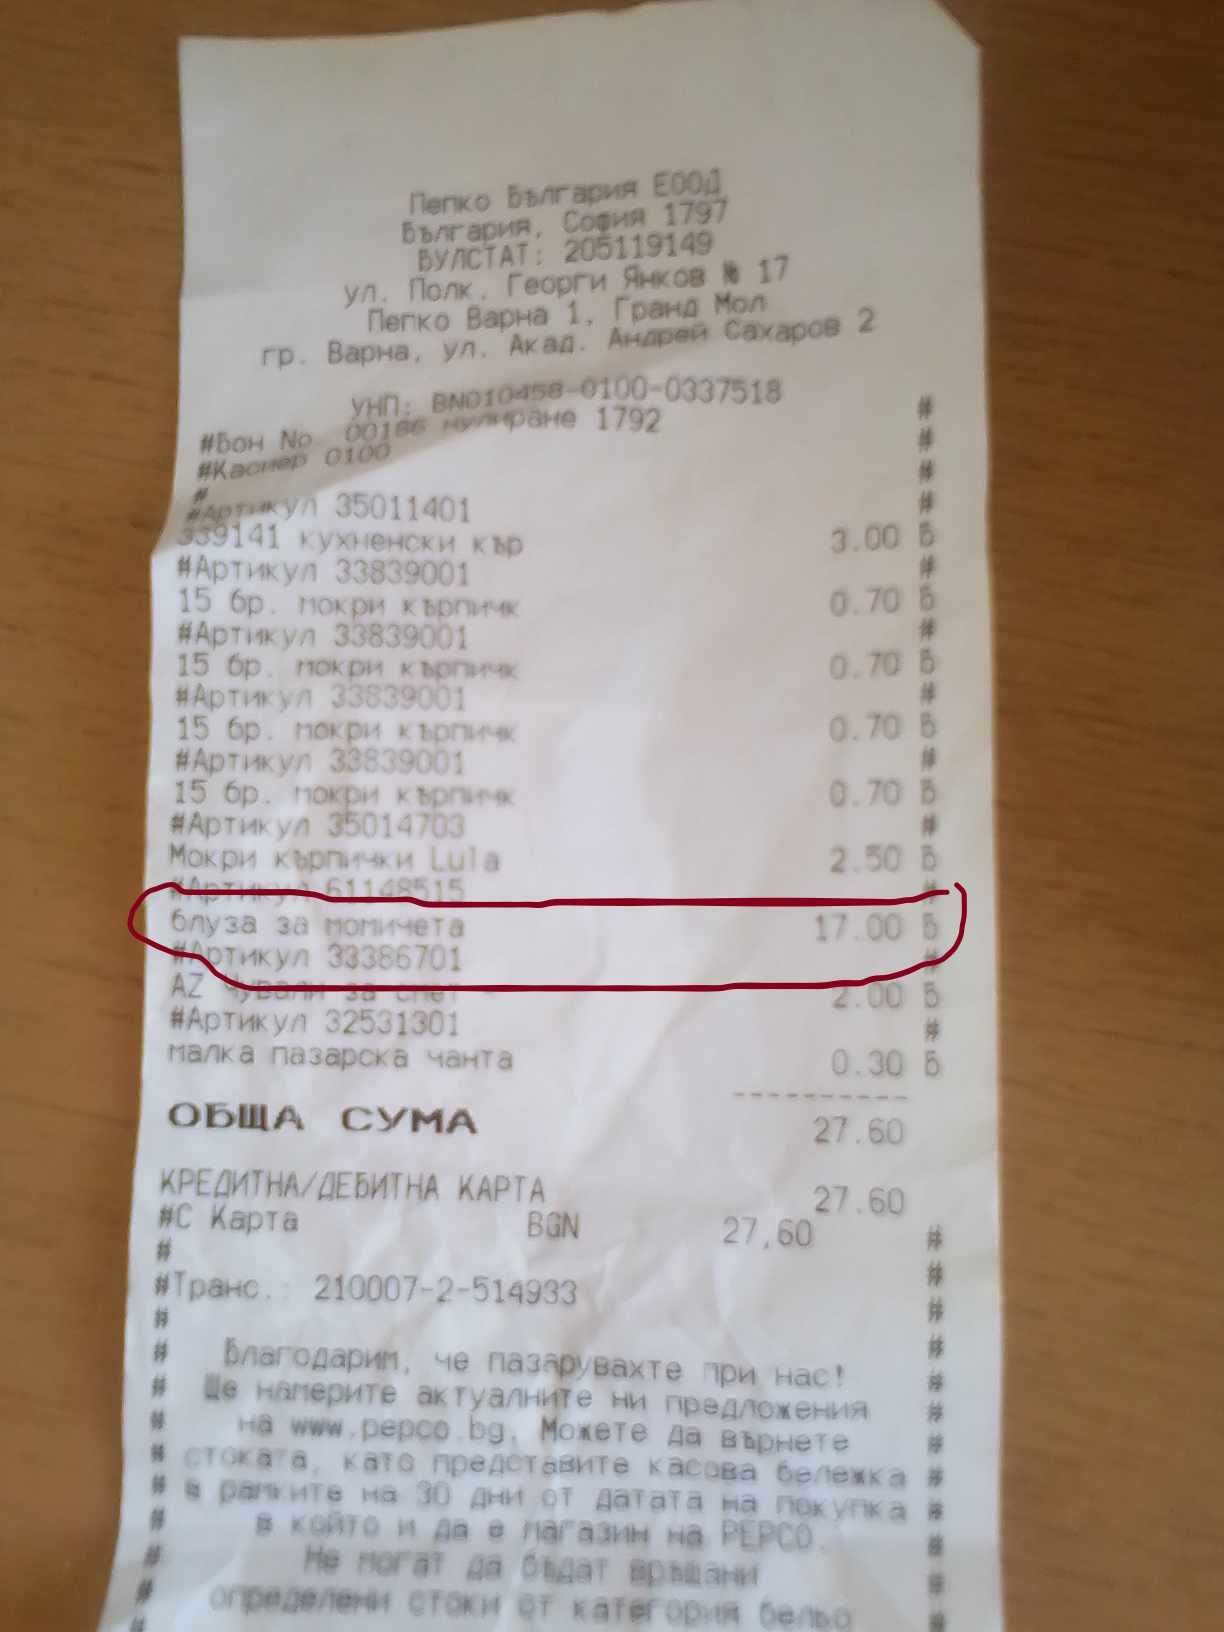 Пепко България ЕООД
България, София 1797
БУЛСТАТ: 205119149
ул. Полк. Георги Янков № 17
Пепко Варна 1, Гранд Мол
гр. Варна, ул. Акад. Андрей Сахаров 2
УНП: BN010458-0100-0337518 #
#Бон No 00186 нулиране 1792 #
#Касиер 0100 #
# #
#Артикул 35011401
339141 кухненски кър 3.00 Б
#Артикул 33839001 #
15 бр. мокри кърпичк 0.70 Б
#Артикул 33839001 #
15 бр. мокри кърпичк 0.70 Б
#Артикул 33839001 #
15 бр. мокри кърпичк 0.70 Б
#Артикул 33839001 #
15 бр. мокри кърпичк 0.70 Б
#Артикул 35014703 #
Мокри кърпички Lula 2.50 Б
#Артикул 61148515 #
блуза за момичета 17.00 Б
#Артикул 33386701 #
AZ Чували за смет - 2.00 Б
#Артикул 32531301 #
малка пазарска чанта 0.30 Б
----------
ОБЩА СУМА 27.60
КРЕДИТНА/ДЕБИТНА КАРТА 27.60
#С Карта BGN 27,60 #
# #
#Транс.: 210007-2-514933 #
# #
# Благодарим, че пазарувахте при нас! #
# Ще намерите актуалните ни предложения #
# на www.pepco.bg. Можете да върнете #
# стоката, като представите касова бележка #
# в рамките на 30 дни от датата на покупка #
# в който и да е магазин на PEPCO. #
# Не могат да бъдат връщани #
# определени стоки от категория бельо #